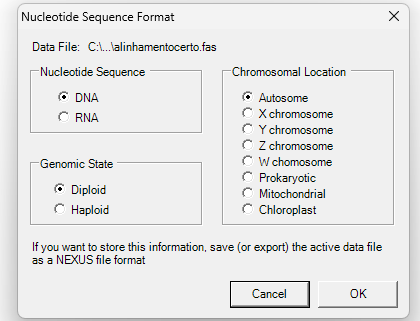 Nucleotide Sequence Format
Data File: C:\...\alinhamentocerto.fas
Nucleotide Sequence
DNA
RNA
Genomic State
Diploid
Haploid
Chromosomal Location
Autosome
X chromosome
Y chromosome
Z chromosome
W chomosome
Prokaryotic
Mitochondrial
Chloroplast
If you want to store this information, save (or export) the active data file
as a NEXUS file format
Cancel
OK